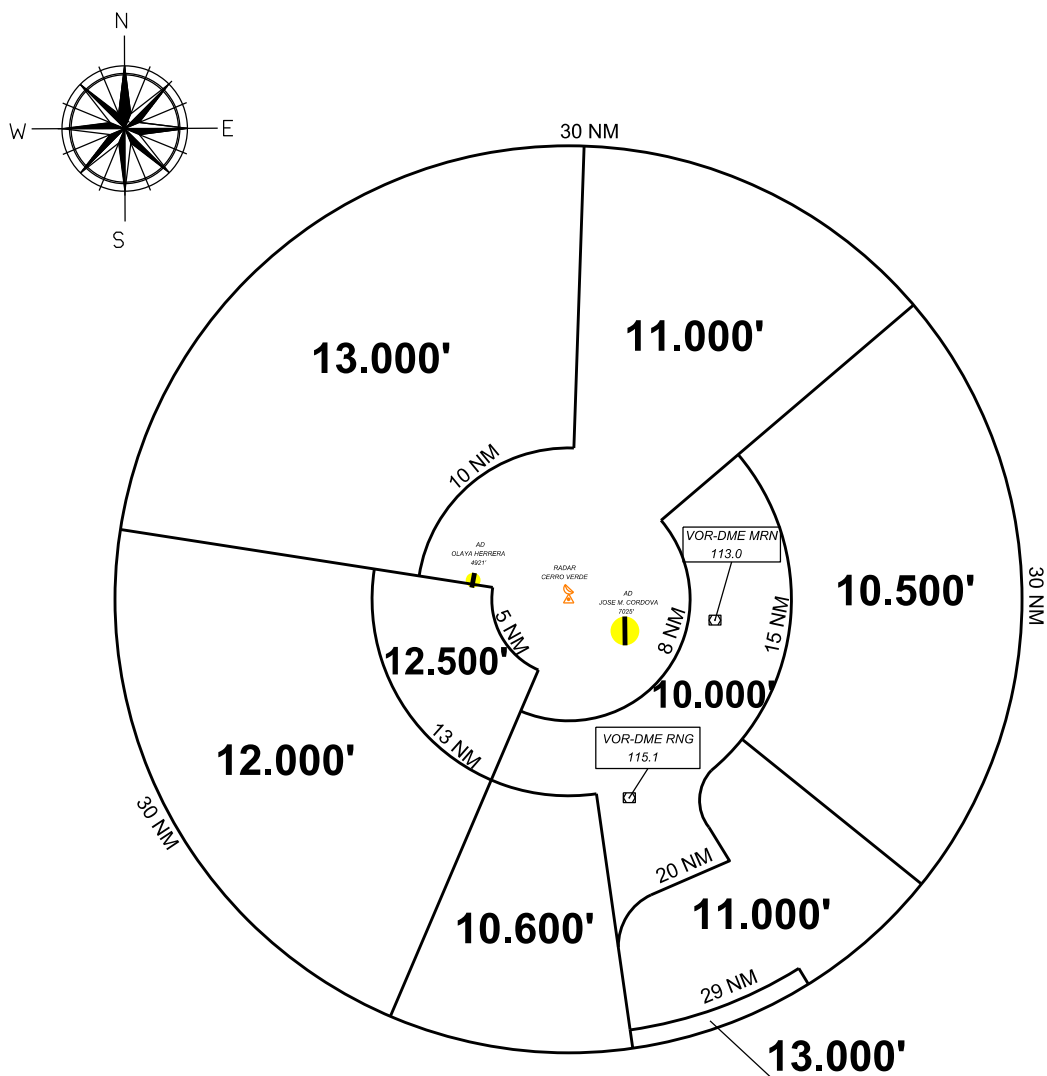 N
W
E
S
30 NM
13.000'
11.000'
10 NM
VOR-DME MRN
113.0
AD
OLAYA HERRERA
4921'
RADAR
CERRO VERDE
AD
JOSE M. CORDOVA
7025'
10.500'
30 NM
5 NM
8 NM
15 NM
12.500'
10.000'
12.000'
13 NM
VOR-DME RNG
115.1
30 NM
20 NM
10.600'
11.000'
29 NM
13.000'